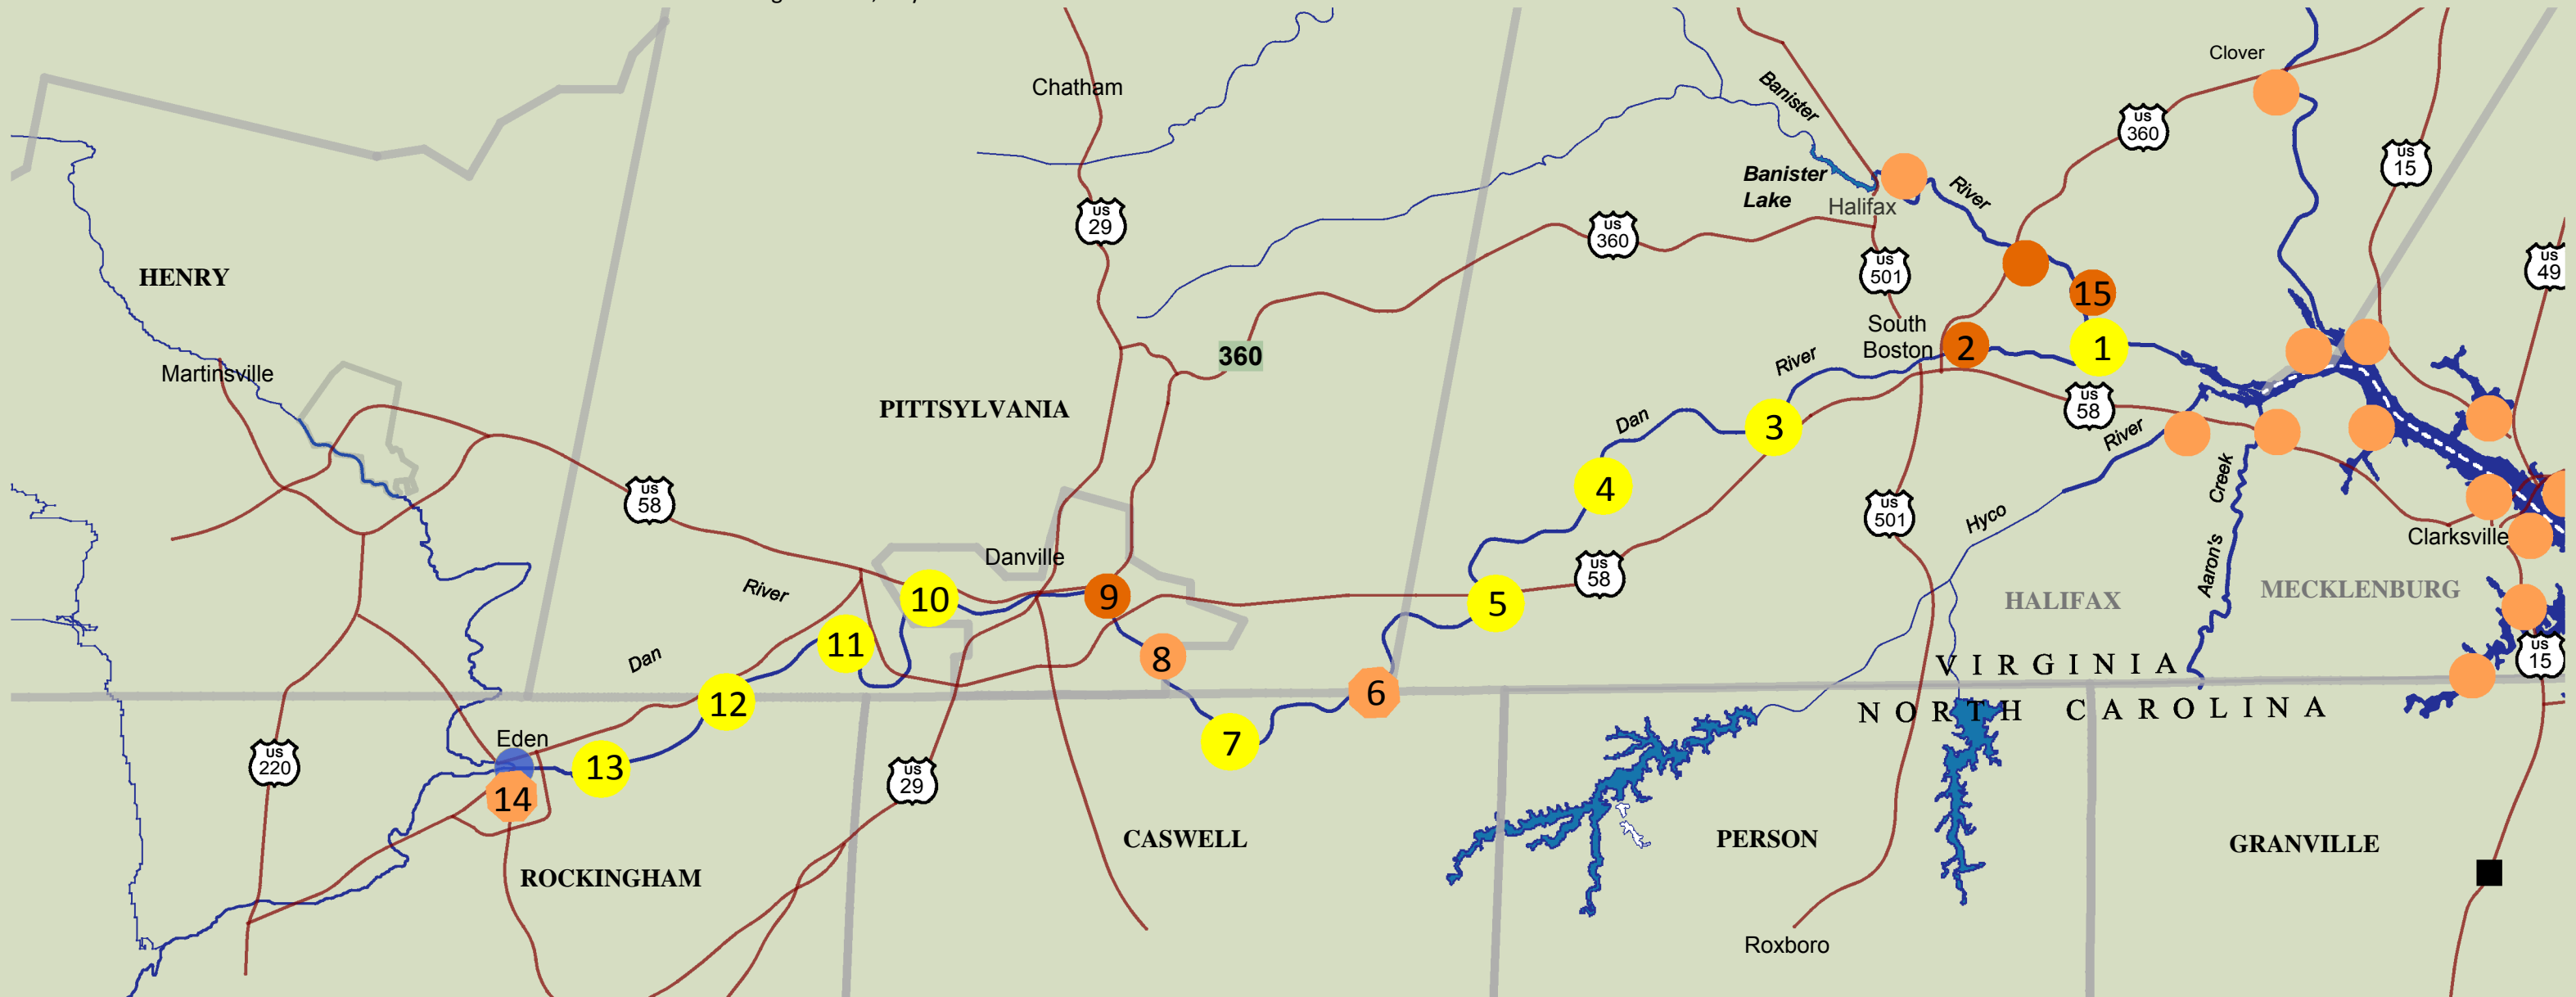 Clover
Chatham
Banister
US
360
US
15
Banister
Lake
River
Halifax
US
29
US
360
US
501
US
49
HENRY
15
South
Boston
2
1
360
River
Martinsville
PITTSYLVANIA
US
58
Dan
3
River
4
Creek
US
58
US
501
Hyco
Clarksville
Danville
Aaron's
US
58
River
10
9
5
HALIFAX
MECKLENBURG
11
8
Dan
US
15
VIRGINIA
6
12
NORTH CAROLINA
7
Eden
13
US
220
US
29
14
CASWELL
PERSON
GRANVILLE
ROCKINGHAM
Roxboro